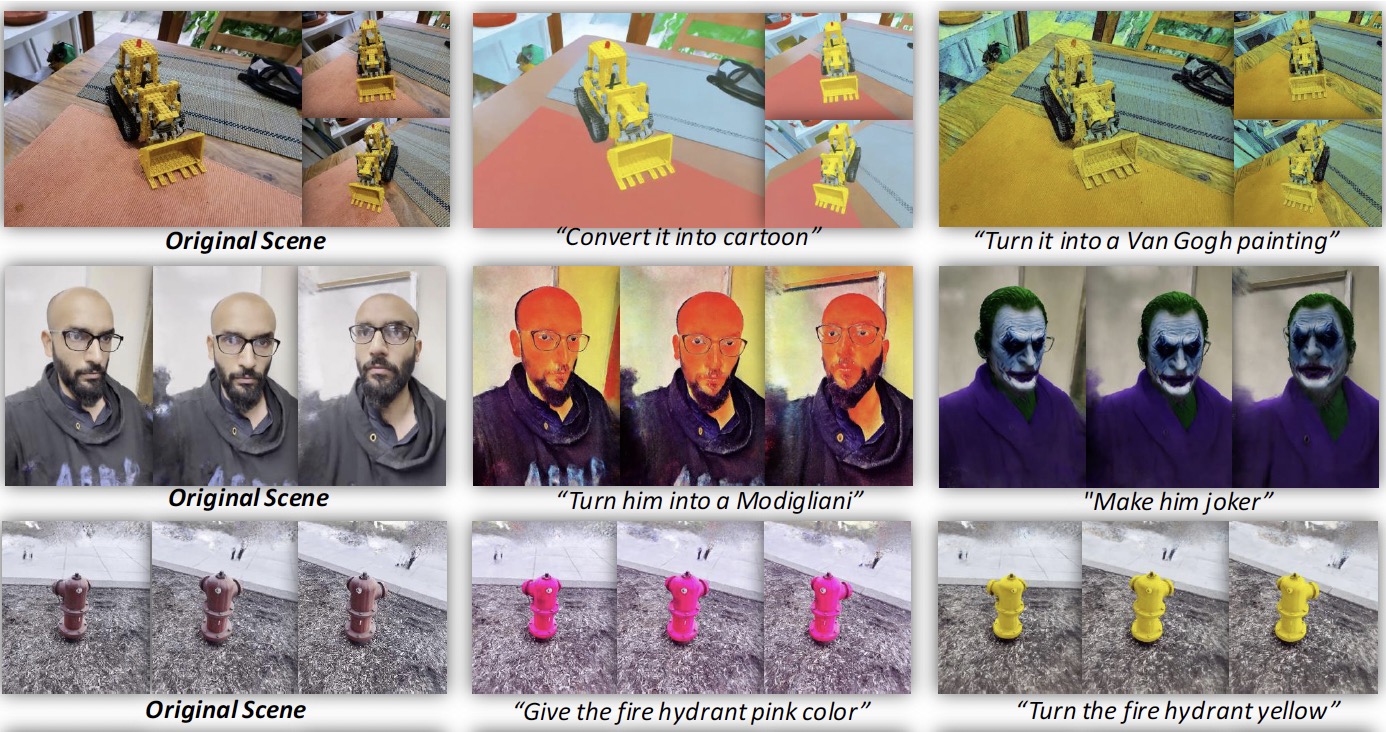 Original Scene
“Convert it into cartoon”
“Turn it into a Van Gogh painting”
Original Scene
“Turn him into a Modigliani”
"Make him joker”
Original Scene
“Give the fire hydrant pink color”
“Turn the fire hydrant yellow”